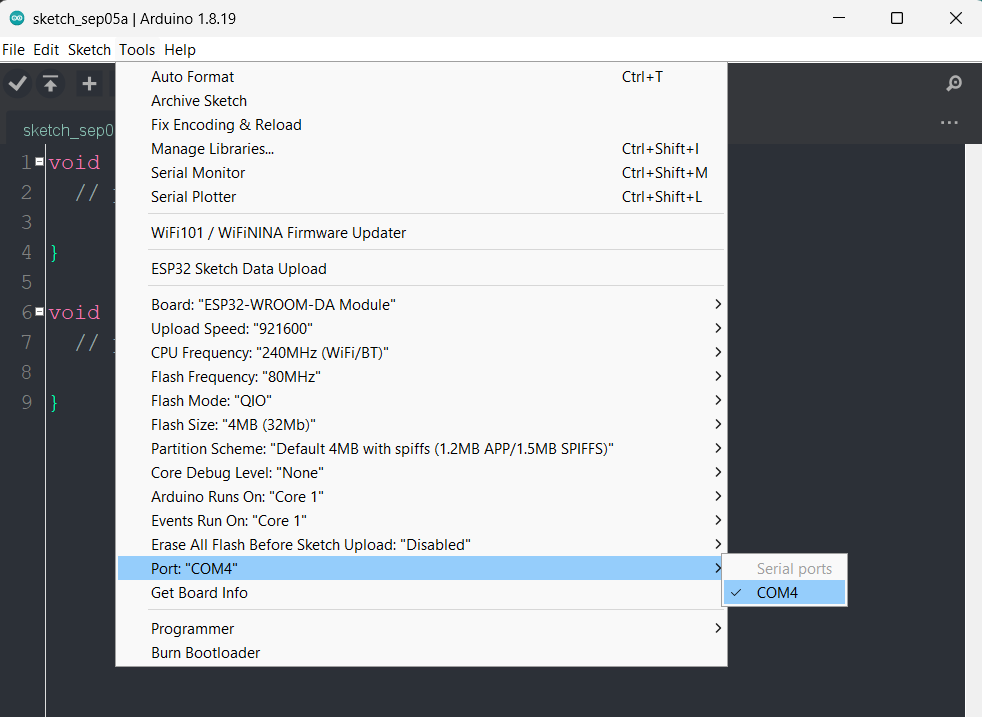 sketch_sep05a | Arduino 1.8.19
File Edit Sketch Tools Help
sketch_sep0
Auto Format Ctrl+T
Archive Sketch
Fix Encoding & Reload
Manage Libraries... Ctrl+Shift+I
Serial Monitor Ctrl+Shift+M
Serial Plotter Ctrl+Shift+L
WiFi101 / WiFiNINA Firmware Updater
ESP32 Sketch Data Upload
Board: "ESP32-WROOM-DA Module"
Upload Speed: "921600"
CPU Frequency: "240MHz (WiFi/BT)"
Flash Frequency: "80MHz"
Flash Mode: "QIO"
Flash Size: "4MB (32Mb)"
Partition Scheme: "Default 4MB with spiffs (1.2MB APP/1.5MB SPIFFS)"
Core Debug Level: "None"
Arduino Runs On: "Core 1"
Events Run On: "Core 1"
Erase All Flash Before Sketch Upload: "Disabled"
Port: "COM4"
Get Board Info
Programmer
Burn Bootloader
Serial ports
COM4
1 void
2 //
3
4 }
5
6 void
7 //
8
9 }